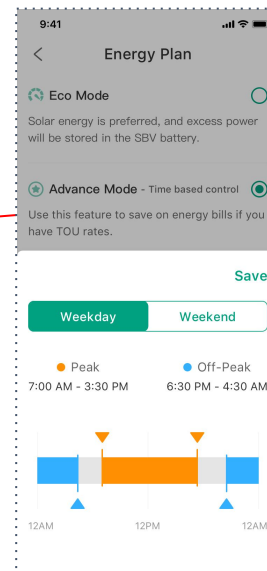 9:41
Energy Plan
Eco Mode
Solar energy is preferred, and excess power
will be stored in the SBV battery.
Advance Mode - Time based control
Use this feature to save on energy bills if you
have TOU rates.
Save
Weekday Weekend
Peak Off-Peak
7:00 AM - 3:30 PM 6:30 PM - 4:30 AM
12AM 12PM 12AM